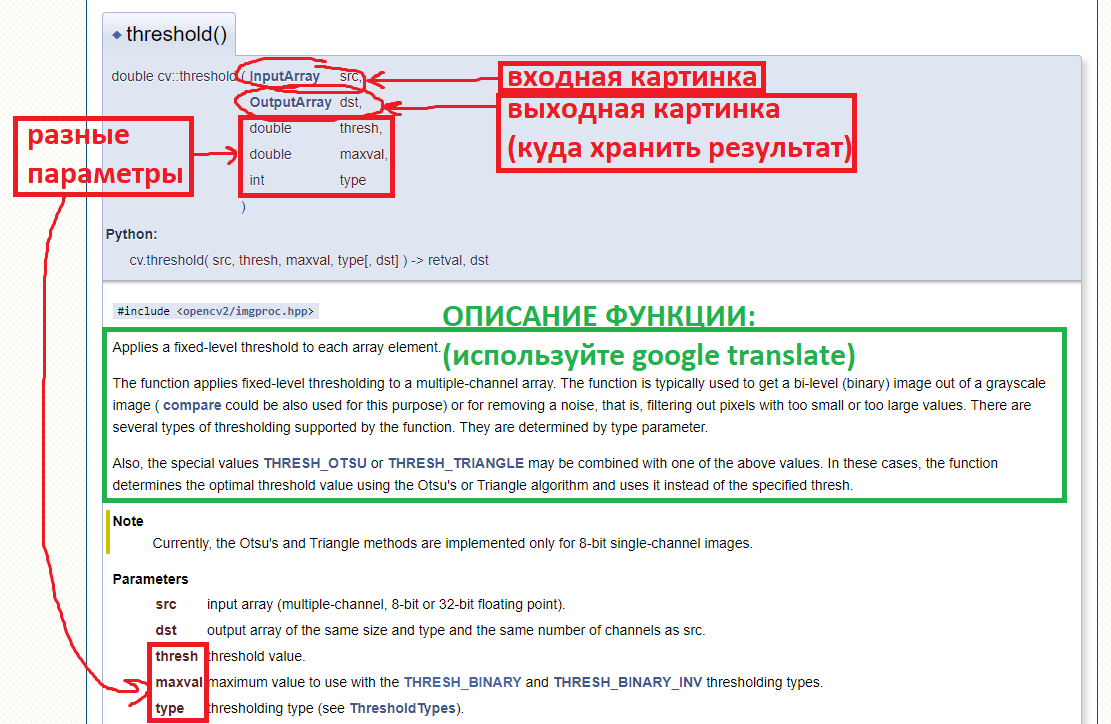 ◆ threshold()
double cv::threshold ( InputArray src,
OutputArray dst,
double thresh,
double maxval,
int type
)
входная картинка
выходная картинка
(куда хранить результат)
разные
параметры
Python:
cv.threshold( src, thresh, maxval, type[, dst] ) -> retval, dst
#include <opencv2/imgproc.hpp>
ОПИСАНИЕ ФУНКЦИИ:
(используйте google translate)
Applies a fixed-level threshold to each array element.
The function applies fixed-level thresholding to a multiple-channel array. The function is typically used to get a bi-level (binary) image out of a grayscale
image ( compare could be also used for this purpose) or for removing a noise, that is, filtering out pixels with too small or too large values. There are
several types of thresholding supported by the function. They are determined by type parameter.
Also, the special values THRESH_OTSU or THRESH_TRIANGLE may be combined with one of the above values. In these cases, the function
determines the optimal threshold value using the Otsu's or Triangle algorithm and uses it instead of the specified thresh.
Note
Currently, the Otsu's and Triangle methods are implemented only for 8-bit single-channel images.
Parameters
src input array (multiple-channel, 8-bit or 32-bit floating point).
dst output array of the same size and type and the same number of channels as src.
thresh threshold value.
maxval maximum value to use with the THRESH_BINARY and THRESH_BINARY_INV thresholding types.
type thresholding type (see ThresholdTypes).